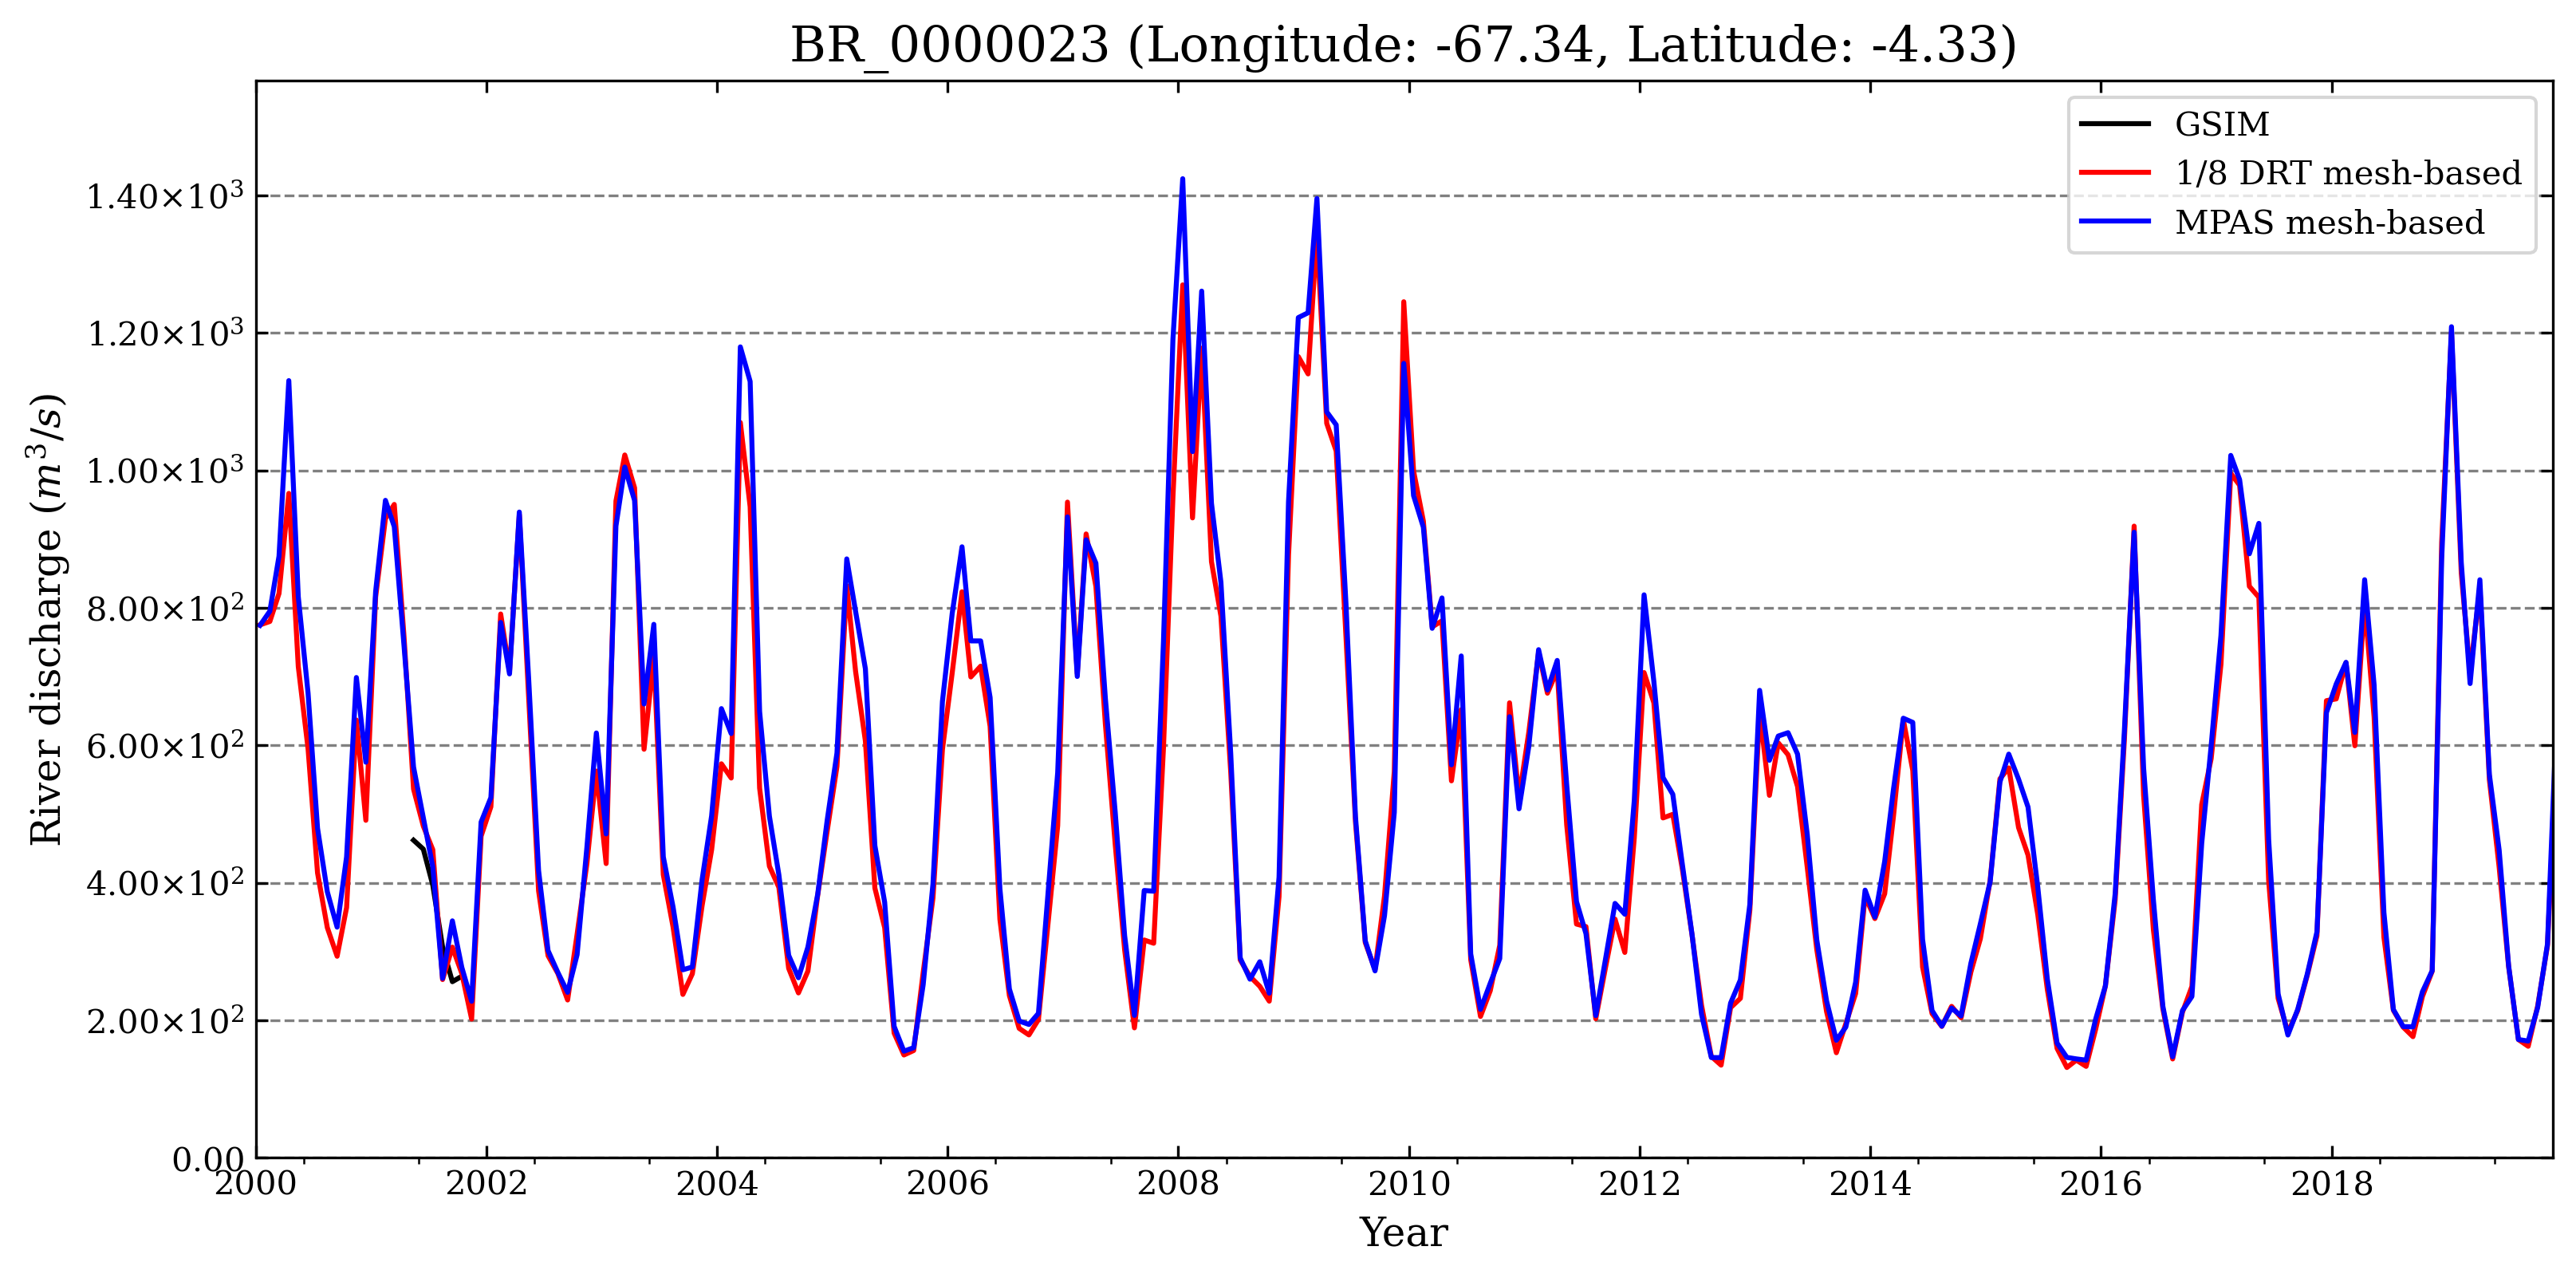 BR_0000023 (Longitude: -67.34, Latitude: -4.33)
GSIM
1/8 DRT mesh-based
MPAS mesh-based
River discharge (m³/s)
1.40×10³
1.20×10³
1.00×10³
8.00×10²
6.00×10²
4.00×10²
2.00×10²
0.00
2000 2002 2004 2006 2008 2010 2012 2014 2016 2018
Year